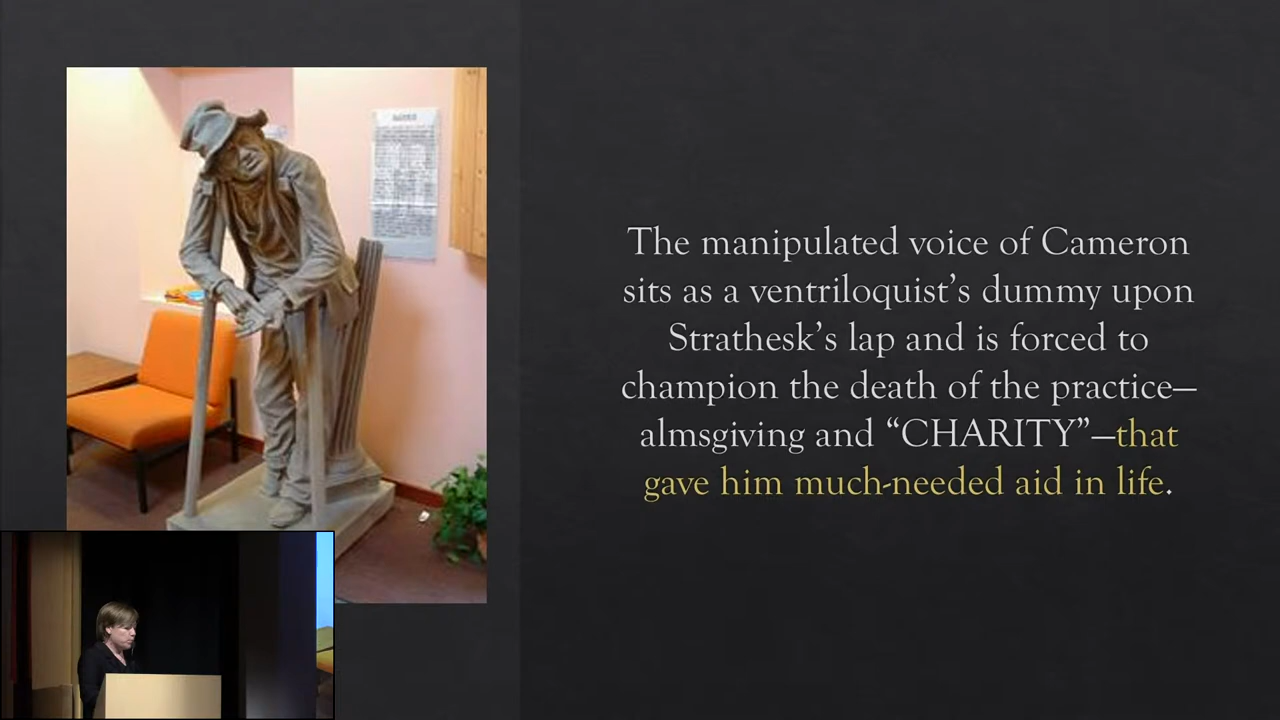 The manipulated voice of Cameron
sits as a ventriloquist’s dummy upon
Strathesk’s lap and is forced to
champion the death of the practice—
almsgiving and “CHARITY”—that
gave him much-needed aid in life.